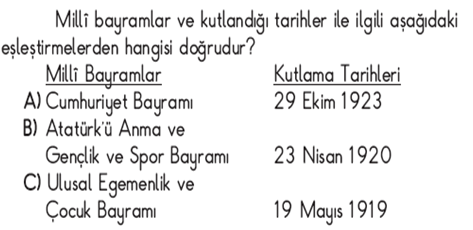 Millî bayramlar ve kutlandığı tarihler ile ilgili aşağıdaki
eşleştirmelerden hangisi doğrudur?
Millî Bayramlar Kutlama Tarihleri
A) Cumhuriyet Bayramı 29 Ekim 1923
B) Atatürk'ü Anma ve
Gençlik ve Spor Bayramı 23 Nisan 1920
C) Ulusal Egemenlik ve
Çocuk Bayramı 19 Mayıs 1919